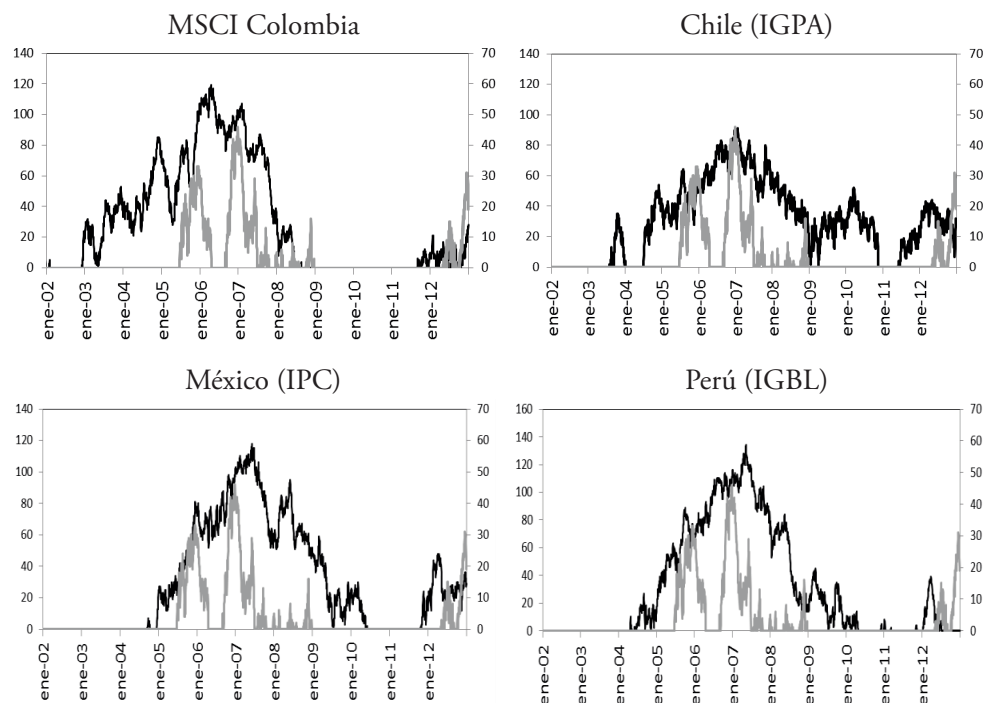 MSCI Colombia
140
120
100
80
60
40
20
0
70
60
50
40
30
20
10
0
ene-02
ene-03
ene-04
ene-05
ene-06
ene-07
ene-08
ene-09
ene-10
ene-11
ene-12
Chile (IGPA)
140
120
100
80
60
40
20
0
70
60
50
40
30
20
10
0
ene-02
ene-03
ene-04
ene-05
ene-06
ene-07
ene-08
ene-09
ene-10
ene-11
ene-12
México (IPC)
140
120
100
80
60
40
20
0
70
60
50
40
30
20
10
0
ene-02
ene-03
ene-04
ene-05
ene-06
ene-07
ene-08
ene-09
ene-10
ene-11
ene-12
Perú (IGBL)
160
140
120
100
80
60
40
20
0
70
60
50
40
30
20
10
0
ene-02
ene-03
ene-04
ene-05
ene-06
ene-07
ene-08
ene-09
ene-10
ene-11
ene-12